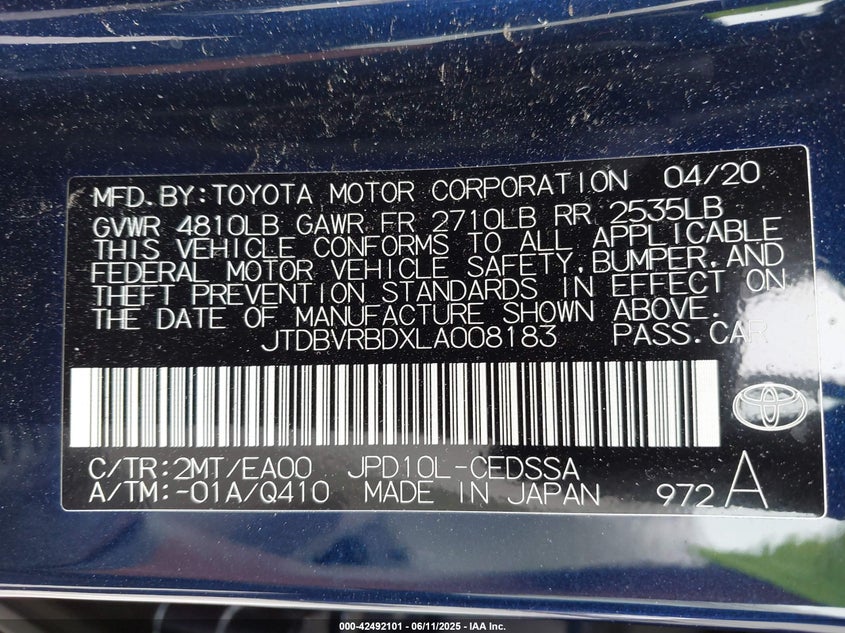 MFD.BY:TOYOTA MOTOR CORPORATION 04/20
GVWR 4810LB GAWR FR 2710LB RR 2535LB
THIS VEHICLE CONFORMS TO ALL APPLICABLE
FEDERAL MOTOR VEHICLE SAFETY,BUMPER,AND
THEFT PREVENTION STANDARDS IN EFFECT ON
THE DATE OF MANUFACTURE SHOWN ABOVE.
JTDBVRBDXLA008183 PASS.CAR
C/TR:2MT/EA00 JPD10L-CEDSSA
A/TM:-01A/Q410 MADE IN JAPAN 972 A
000-42492101 - 06/11/2025 - IAA Inc.